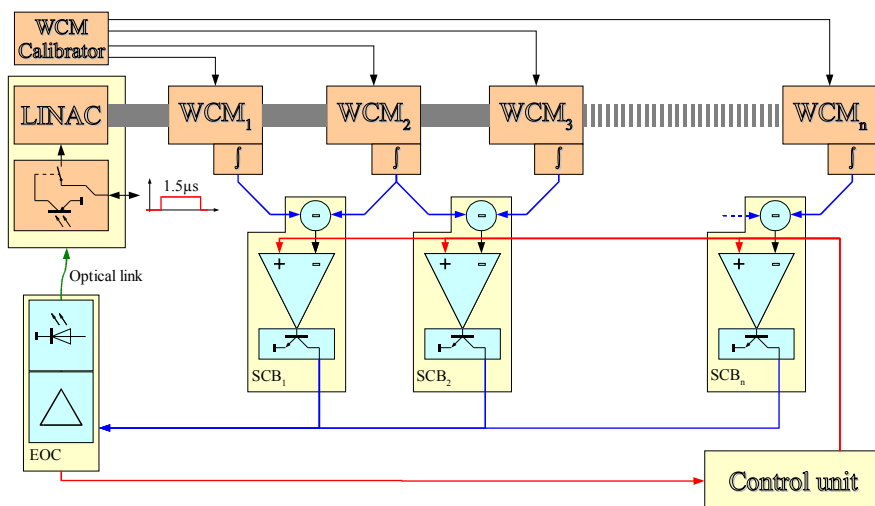 WCM
Calibrator
LINAC
WCM1
WCM2
WCM3
WCMn
∫
∫
∫
∫
1.5µs
-
-
-
+ -
+ -
+ -
Optical link
SCB1
SCB2
SCBn
EOC
Control unit